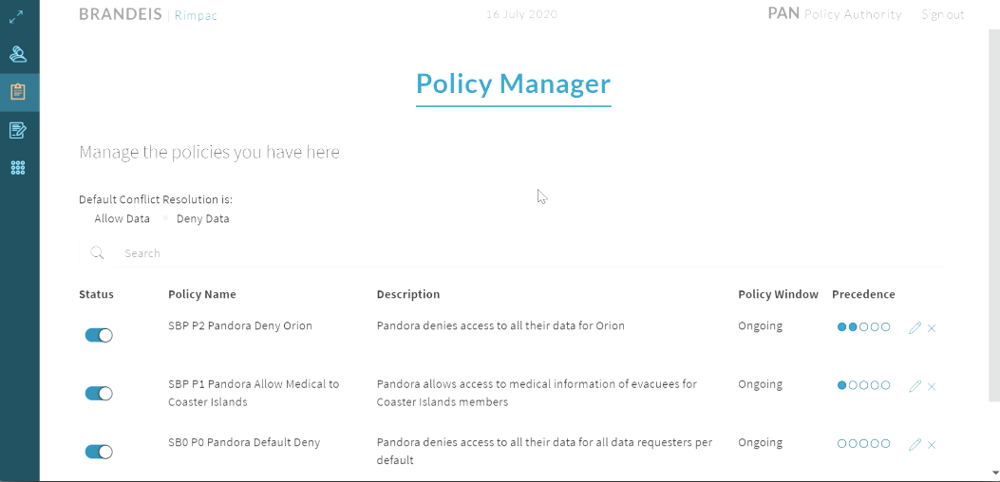 BRANDEIS | Rimpac 16 July 2020 PAN Policy Authority Sign out
Policy Manager
Manage the policies you have here
Default Conflict Resolution is:
Allow Data Deny Data
Search
Status Policy Name Description Policy Window Precedence
SBP P2 Pandora Deny Orion Pandora denies access to all their data for Orion Ongoing
SBP P1 Pandora Allow Medical to Pandora allows access to medical information of evacuees for Ongoing
Coaster Islands Coaster Islands members
SB0 P0 Pandora Default Deny Pandora denies access to all their data for all data requesters per Ongoing
default